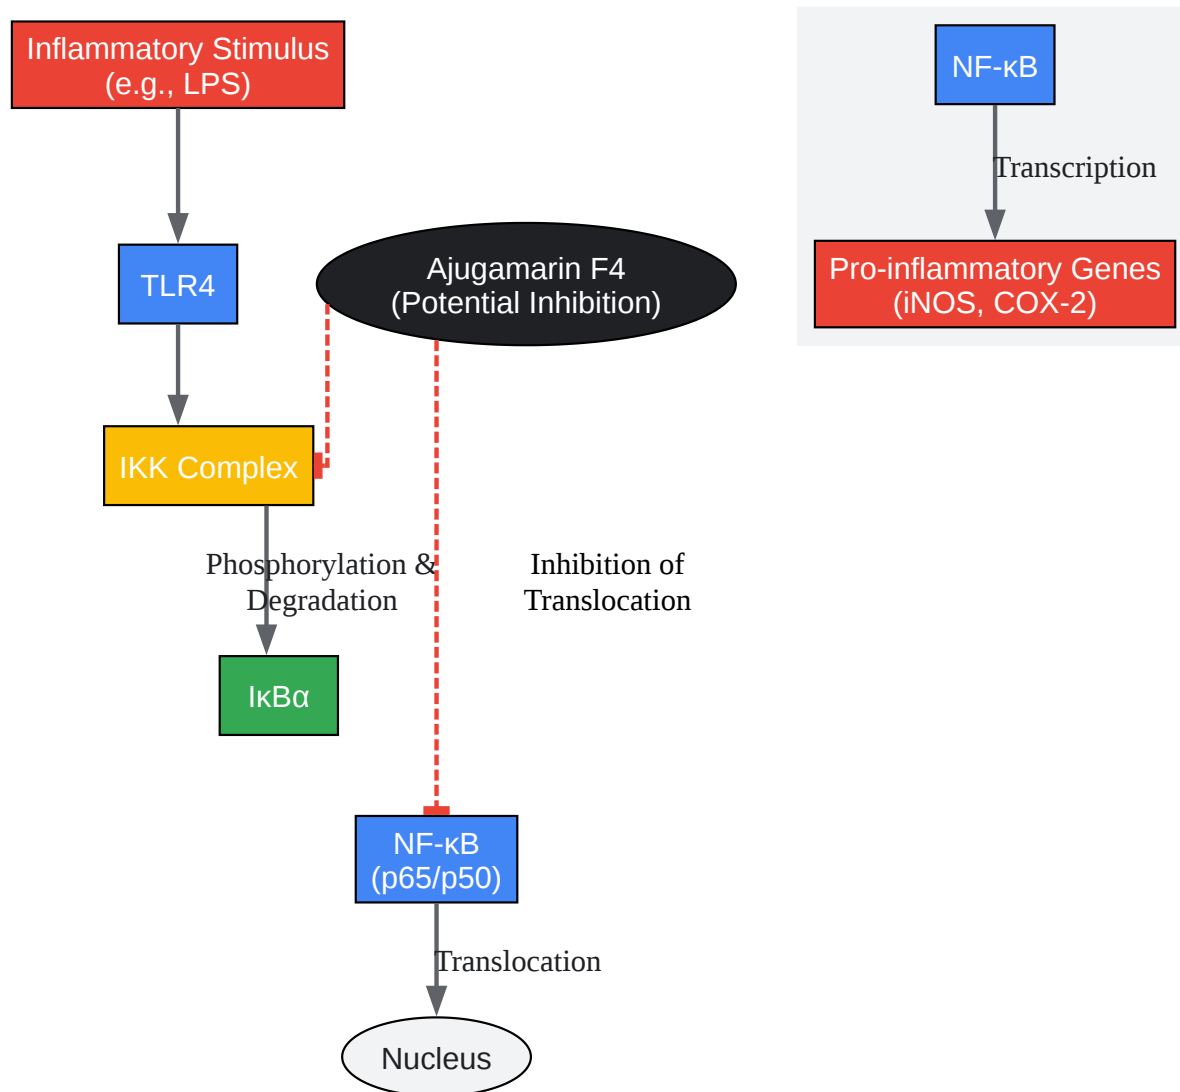 Inflammatory Stimulus
(e.g., LPS)
NF-κB
Transcription
TLR4
Ajugamarin F4
(Potential Inhibition)
Pro-inflammatory Genes
(iNOS, COX-2)
IKK Complex
Phosphorylation &
Degradation
Inhibition of
Translocation
IκBα
NF-κB
(p65/p50)
Translocation
Nucleus